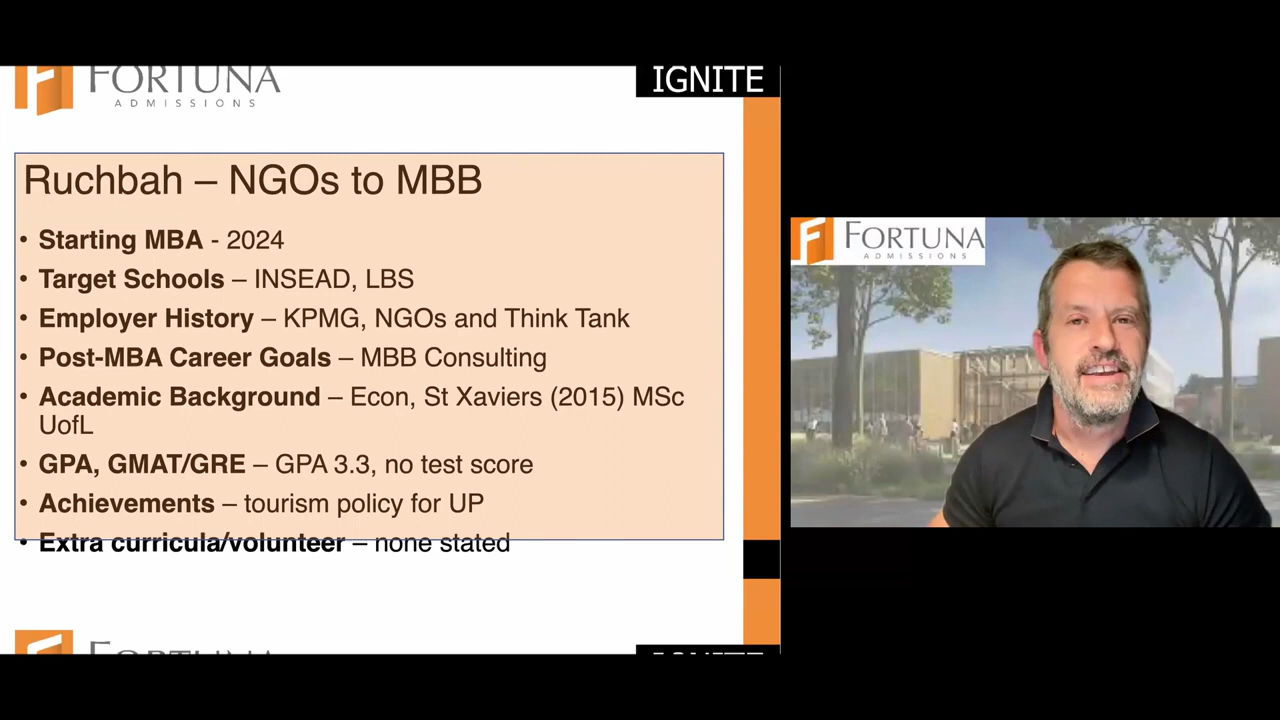 FORTUNA
ADMISSIONS
IGNITE
Ruchbah – NGOs to MBB
• Starting MBA - 2024
• Target Schools – INSEAD, LBS
• Employer History – KPMG, NGOs and Think Tank
• Post-MBA Career Goals – MBB Consulting
• Academic Background – Econ, St Xaviers (2015) MSc
UofL
• GPA, GMAT/GRE – GPA 3.3, no test score
• Achievements – tourism policy for UP
• Extra curricula/volunteer – none stated
FORTUNA
IGNITE
FORTUNA
ADMISSIONS